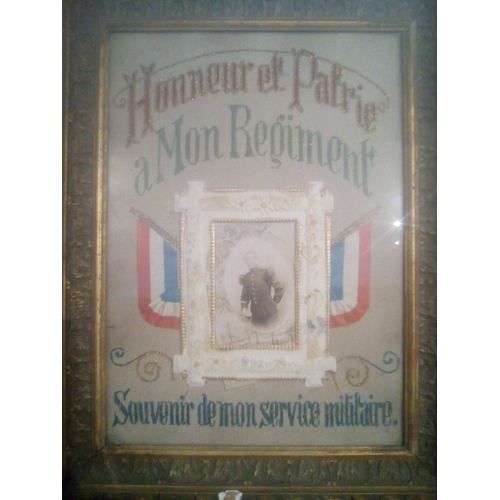 Honneur et Patrie
a Mon Regiment
Souvenir de mon service militaire.